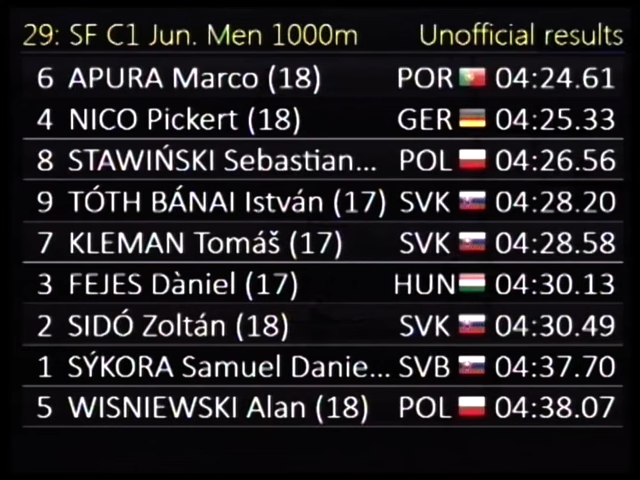 29: SF C1 Jun. Men 1000m Unofficial results
6 APURA Marco (18) POR 04:24.61
4 NICO Pickert (18) GER 04:25.33
8 STAWIŃSKI Sebastian... POL 04:26.56
9 TÓTH BÁNAI István (17) SVK 04:28.20
7 KLEMAN Tomáš (17) SVK 04:28.58
3 FEJES Dàniel (17) HUN 04:30.13
2 SIDÓ Zoltán (18) SVK 04:30.49
1 SÝKORA Samuel Danie... SVB 04:37.70
5 WISNIEWSKI Alan (18) POL 04:38.07